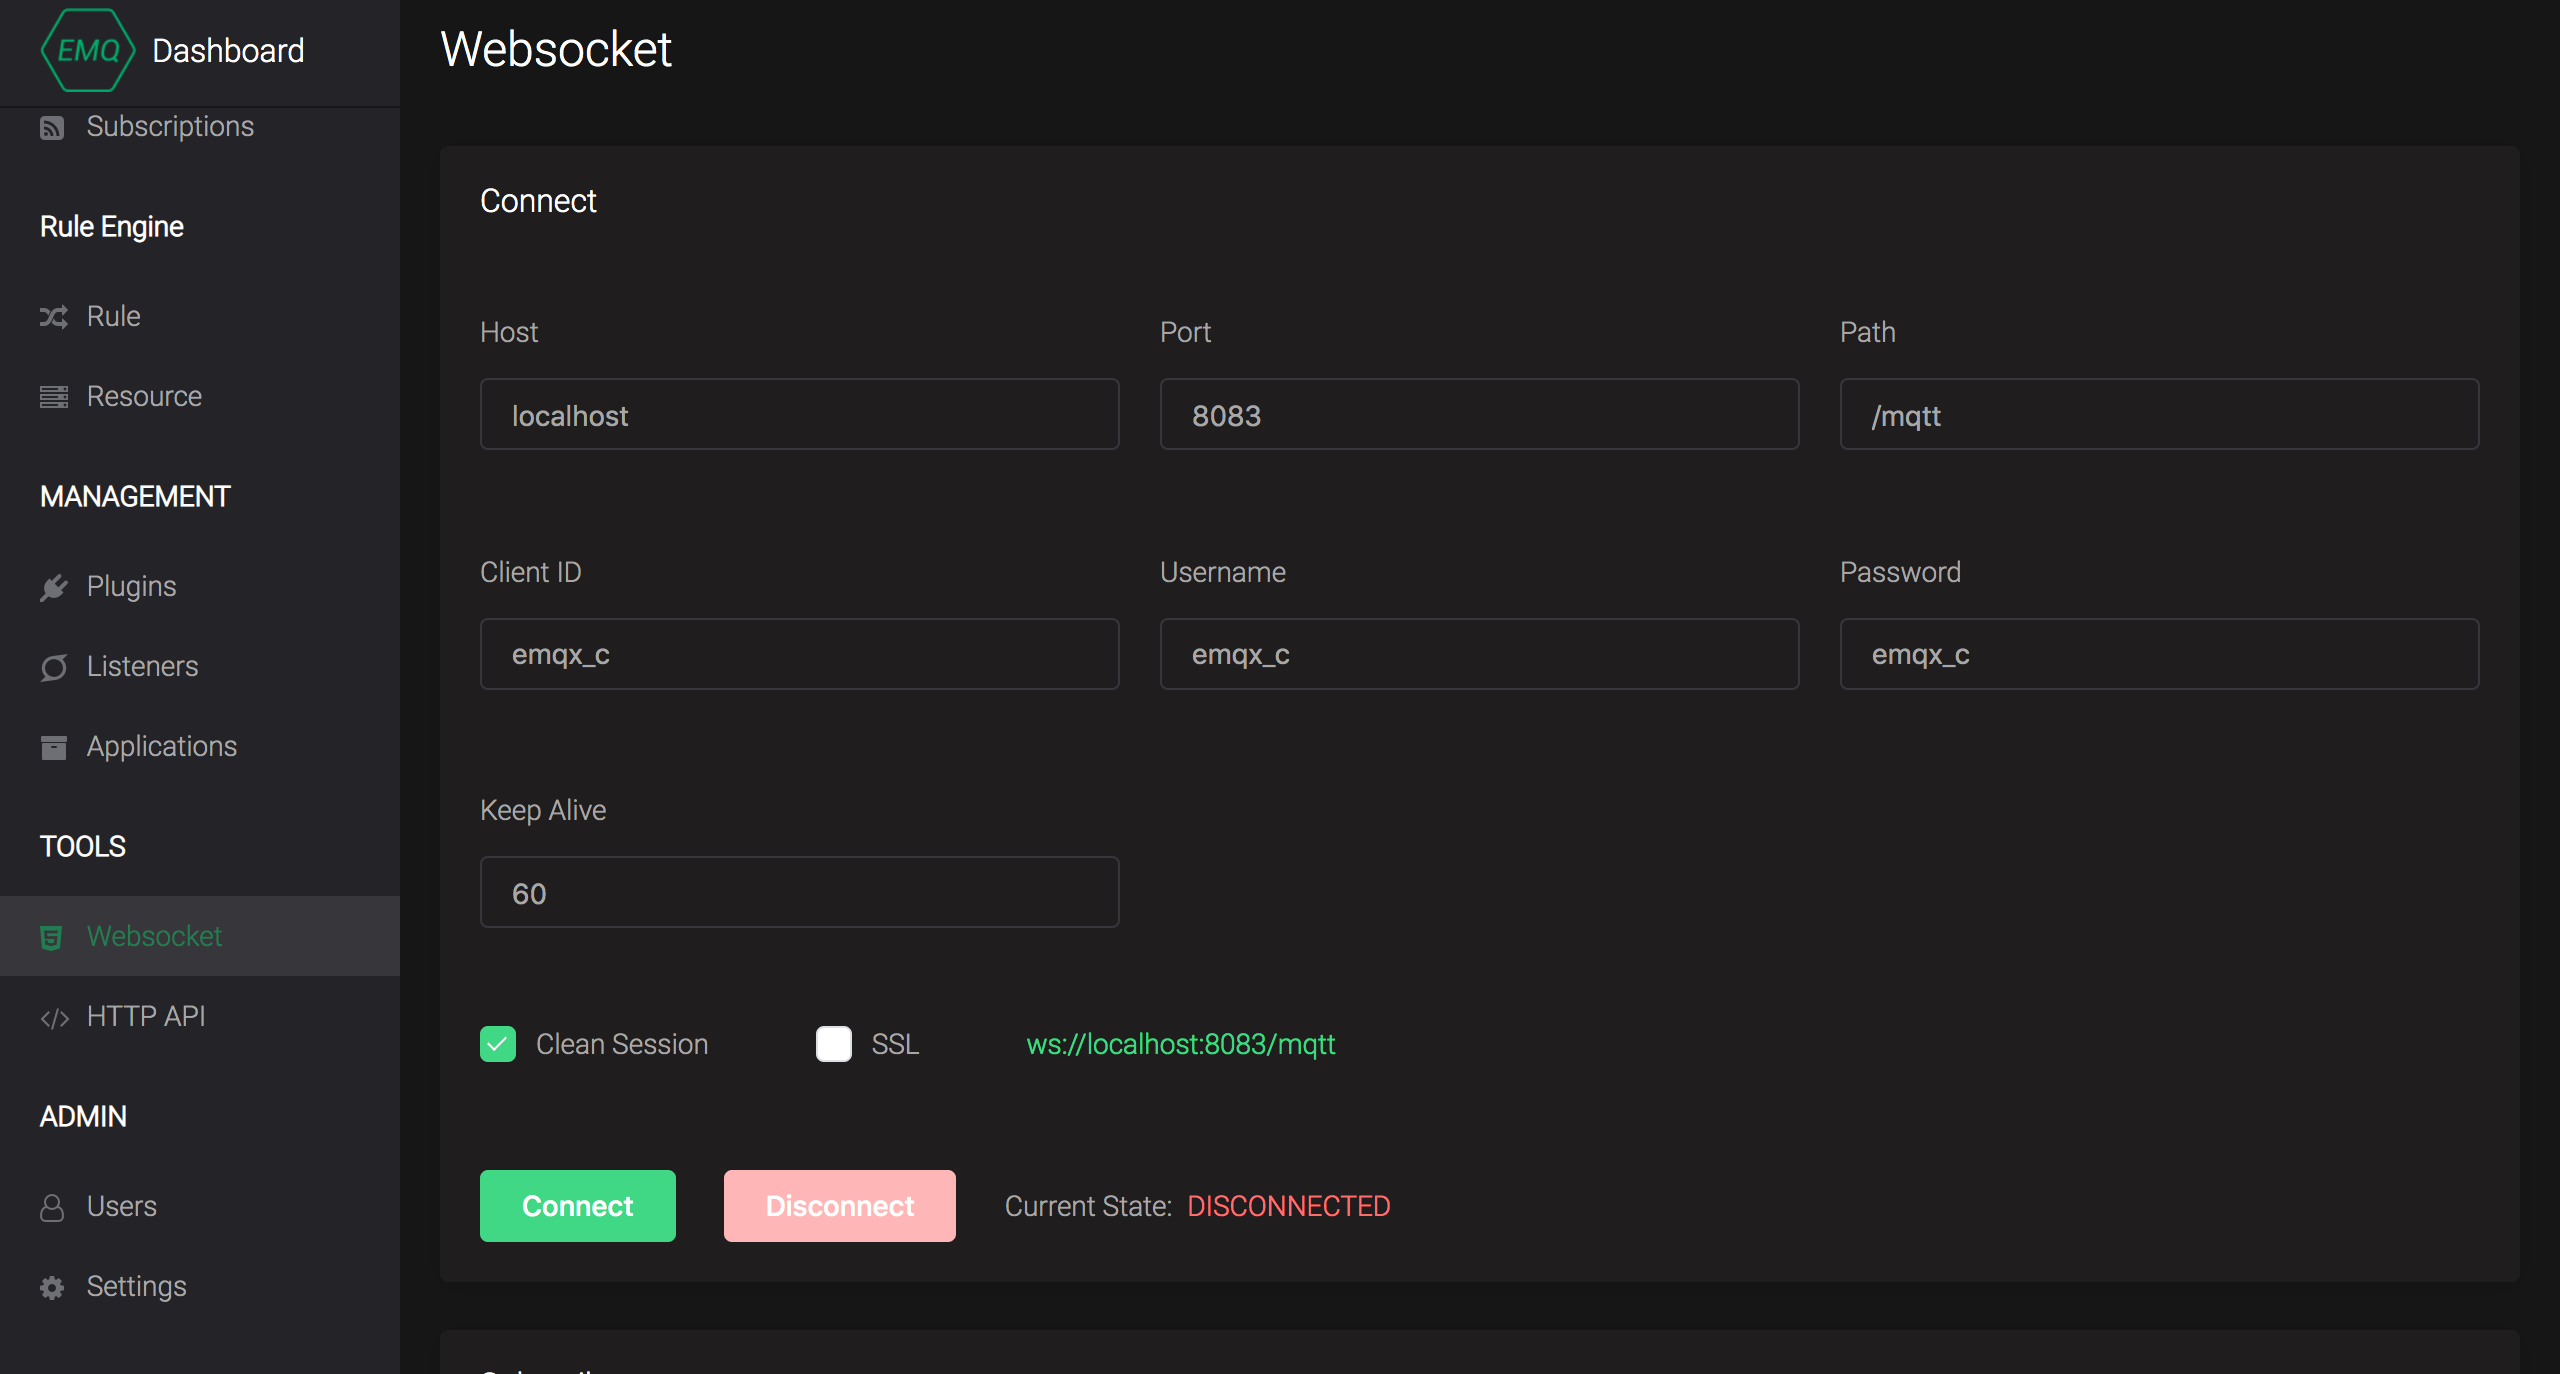 EMQ Dashboard
Subscriptions
Rule Engine
Rule
Resource
MANAGEMENT
Plugins
Listeners
Applications
TOOLS
Websocket
HTTP API
ADMIN
Users
Settings
Websocket
Connect
Host Port Path
localhost 8083 /mqtt
Client ID Username Password
emqx_c emqx_c emqx_c
Keep Alive
60
Clean Session SSL ws://localhost:8083/mqtt
Connect Disconnect Current State: DISCONNECTED